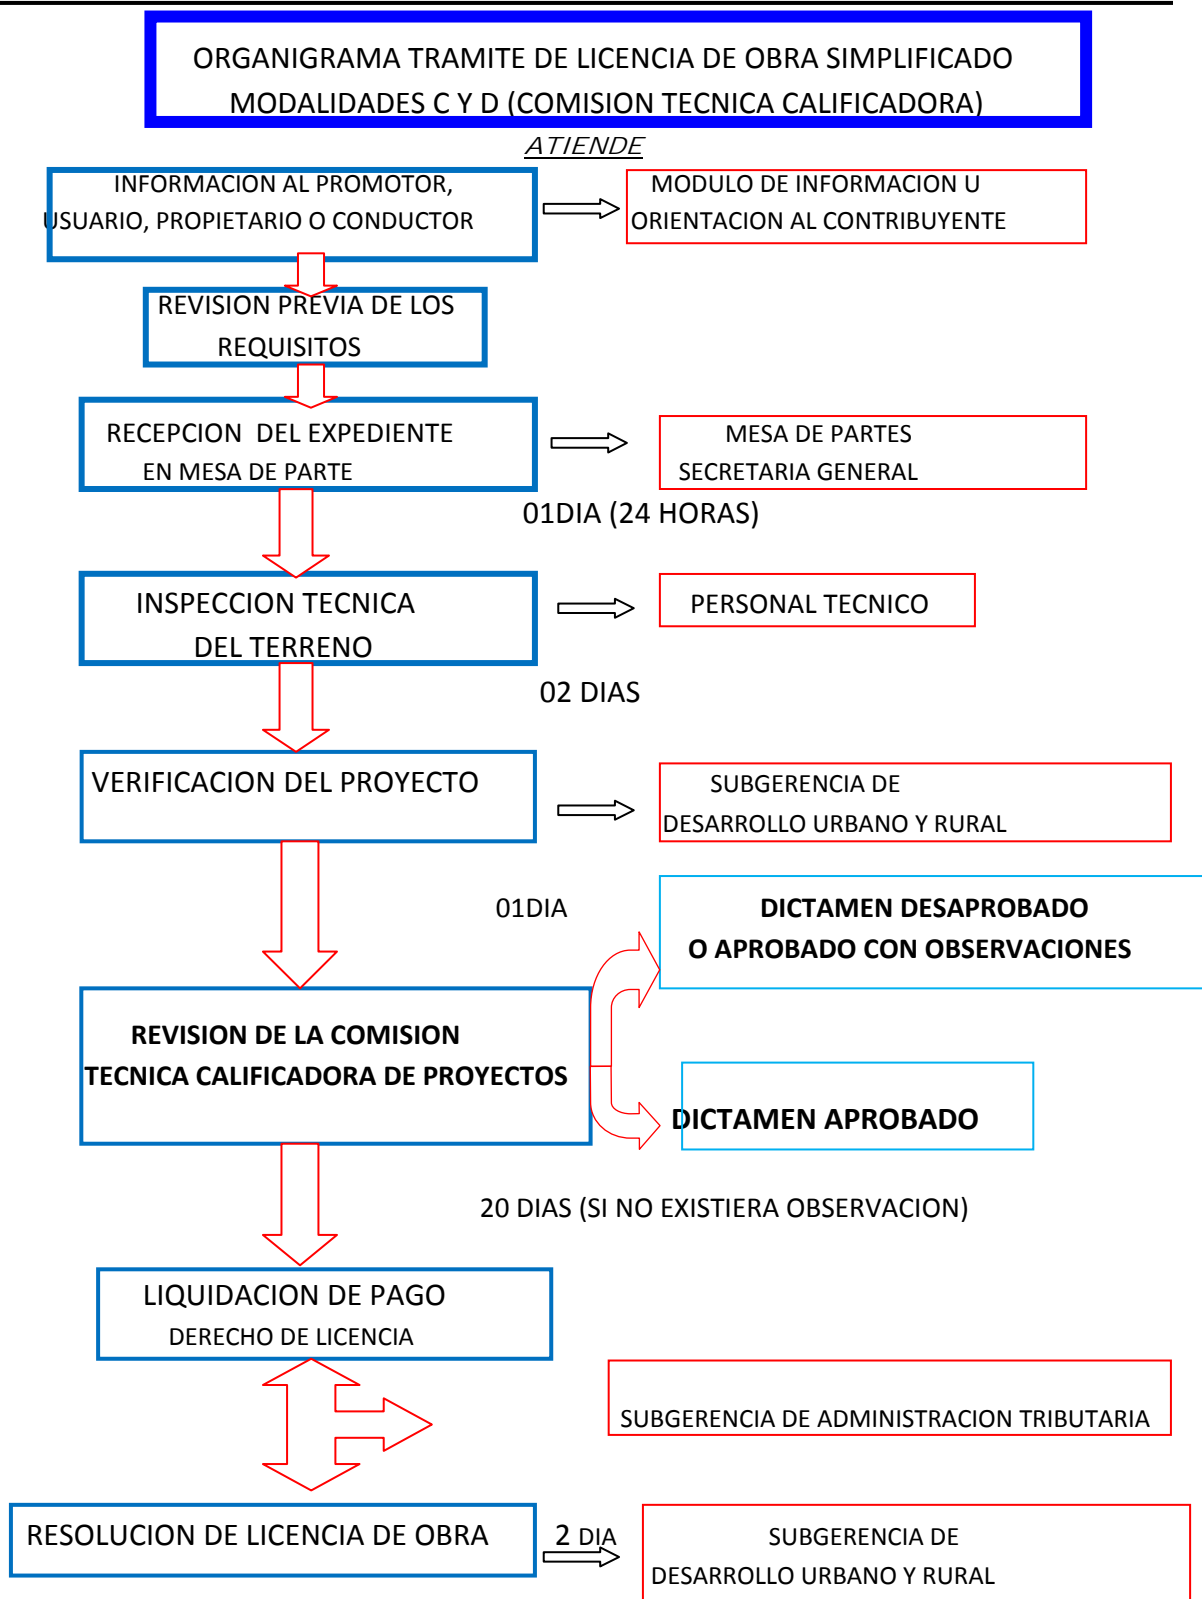 ORGANIGRAMA TRAMITE DE LICENCIA DE OBRA SIMPLIFICADO
MODALIDADES C Y D (COMISION TECNICA CALIFICADORA)
ATIENDE
INFORMACION AL PROMOTOR,
USUARIO, PROPIETARIO O CONDUCTOR
MODULO DE INFORMACION U
ORIENTACION AL CONTRIBUYENTE
REVISION PREVIA DE LOS
REQUISITOS
RECEPCION DEL EXPEDIENTE
EN MESA DE PARTE
MESA DE PARTES
SECRETARIA GENERAL
01DIA (24 HORAS)
INSPECCION TECNICA
DEL TERRENO
PERSONAL TECNICO
02 DIAS
VERIFICACION DEL PROYECTO
SUBGERENCIA DE
DESARROLLO URBANO Y RURAL
01DIA
DICTAMEN DESAPROBADO
O APROBADO CON OBSERVACIONES
REVISION DE LA COMISION
TECNICA CALIFICADORA DE PROYECTOS
DICTAMEN APROBADO
20 DIAS (SI NO EXISTIERA OBSERVACION)
LIQUIDACION DE PAGO
DERECHO DE LICENCIA
SUBGERENCIA DE ADMINISTRACION TRIBUTARIA
RESOLUCION DE LICENCIA DE OBRA
2 DIA
SUBGERENCIA DE
DESARROLLO URBANO Y RURAL